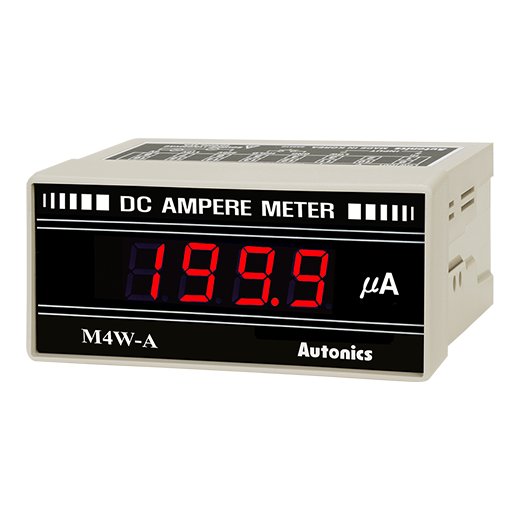 DC AMPERE METER
199.9
μA
M4W-A
Autonics